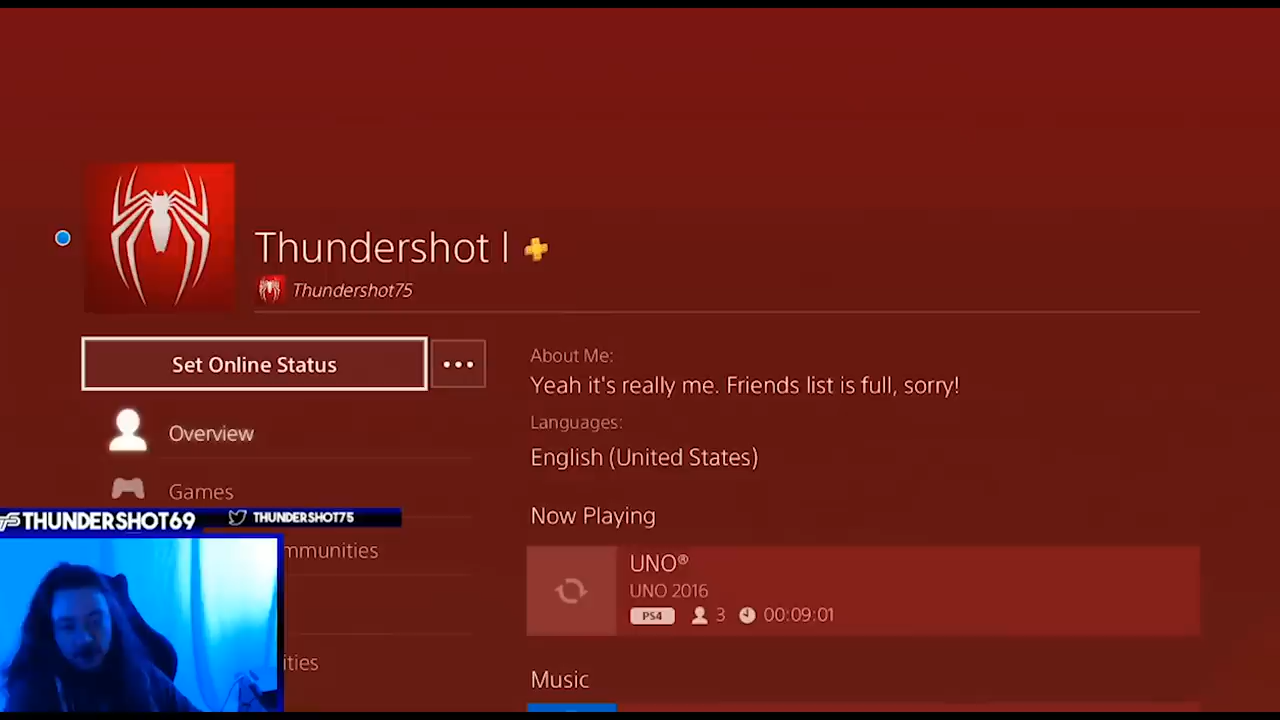 Thundershot l
Thundershot75
Set Online Status
About Me:
Yeah it's really me. Friends list is full, sorry!
Languages:
English (United States)
Overview
Games
Now Playing
THUNDERSHOT69
THUNDERSHOT75
mmunities
UNO®
UNO 2016
PS4 3 00:09:01
ities
Music